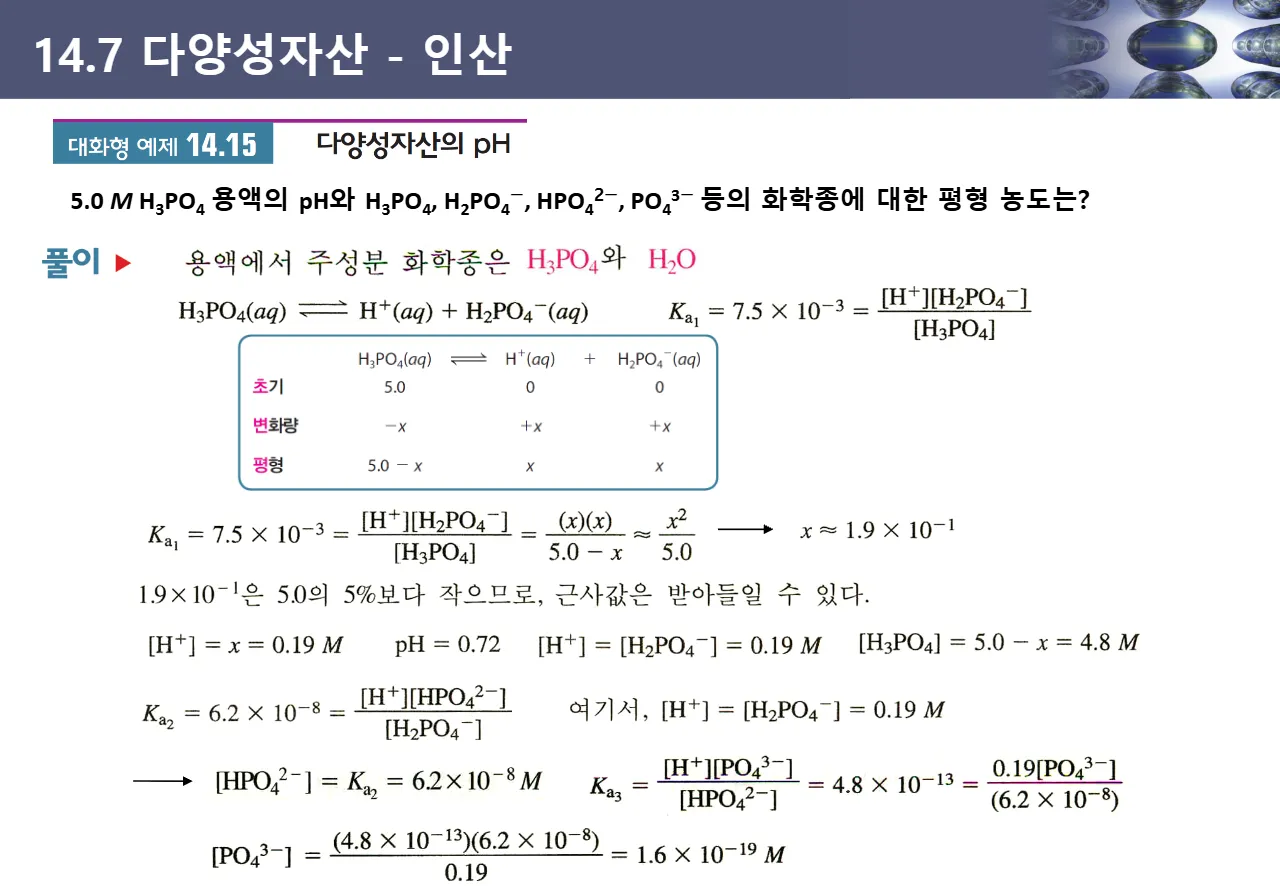 14.7 다양성자산 - 인산
대화형 예제 14.15 다양성자산의 pH
5.0 M H₃PO₄ 용액의 pH와 H₃PO₄, H₂PO₄⁻, HPO₄²⁻, PO₄³⁻ 등의 화학종에 대한 평형 농도는?
풀이 ▶ 용액에서 주성분 화학종은 H₃PO₄와 H₂O
H₃PO₄(aq) ⇌ H⁺(aq) + H₂PO₄⁻(aq) Kₐ₁ = 7.5 × 10⁻³ = [H⁺][H₂PO₄⁻] / [H₃PO₄]
H₃PO₄(aq) ⇌ H⁺(aq) + H₂PO₄⁻(aq)
초기 5.0 0 0
변화량 −x +x +x
평형 5.0 − x x x
Kₐ₁ = 7.5 × 10⁻³ = [H⁺][H₂PO₄⁻] / [H₃PO₄] = (x)(x) / 5.0 − x ≈ x² / 5.0 → x ≈ 1.9 × 10⁻¹
1.9×10⁻¹은 5.0의 5%보다 작으므로, 근사값은 받아들일 수 있다.
[H⁺] = x = 0.19 M pH = 0.72 [H⁺] = [H₂PO₄⁻] = 0.19 M [H₃PO₄] = 5.0 − x = 4.8 M
Kₐ₂ = 6.2 × 10⁻⁸ = [H⁺][HPO₄²⁻] / [H₂PO₄⁻] 여기서, [H⁺] = [H₂PO₄⁻] = 0.19 M
→ [HPO₄²⁻] = Kₐ₂ = 6.2×10⁻⁸ M Kₐ₃ = [H⁺][PO₄³⁻] / [HPO₄²⁻] = 4.8 × 10⁻¹³ = 0.19[PO₄³⁻] / (6.2 × 10⁻⁸)
[PO₄³⁻] = (4.8 × 10⁻¹³)(6.2 × 10⁻⁸) / 0.19 = 1.6 × 10⁻¹⁹ M